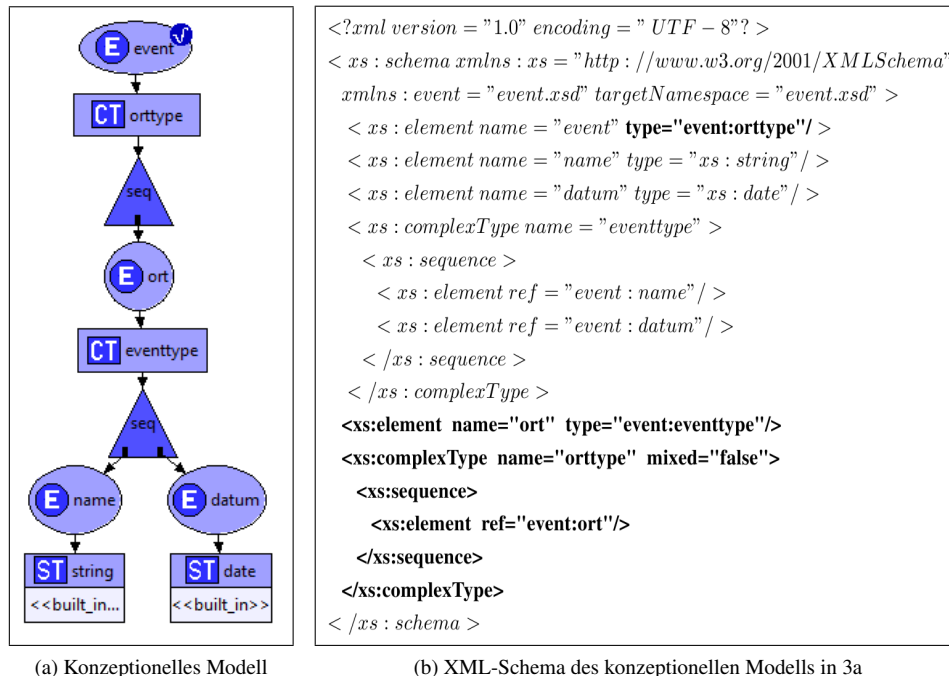 E event
CT orttype
seq
E ort
CT eventtype
seq
E name
E datum
ST string
ST date
<<built_in...
<<built_in>>
(a) Konzeptionelles Modell
<?xml version = "1.0" encoding = " UTF − 8"? >
< xs : schema xmlns : xs = "http : //www.w3.org/2001/XMLSchema"
xmlns : event = "event.xsd" targetNamespace = "event.xsd" >
< xs : element name = "event" type="event:orttype"/ >
< xs : element name = "name" type = "xs : string"/ >
< xs : element name = "datum" type = "xs : date"/ >
< xs : complexType name = "eventtype" >
< xs : sequence >
< xs : element ref = "event : name"/ >
< xs : element ref = "event : datum"/ >
< /xs : sequence >
< /xs : complexType >
<xs:element name="ort" type="event:eventtype"/>
<xs:complexType name="orttype" mixed="false">
<xs:sequence>
<xs:element ref="event:ort"/>
</xs:sequence>
</xs:complexType>
< /xs : schema >
(b) XML-Schema des konzeptionellen Modells in 3a